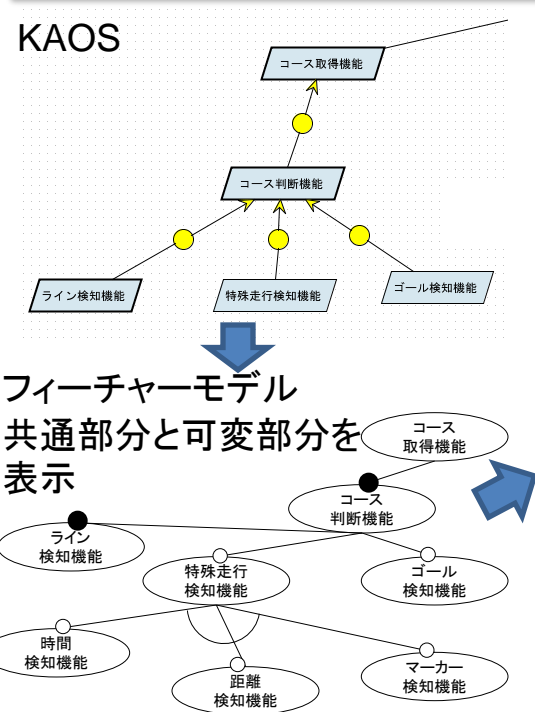 KAOS
コース取得機能
コース判断機能
ライン検知機能
特殊走行検知機能
ゴール検知機能
フィーチャーモデル
共通部分と可変部分を
表示
コース
取得機能
コース
判断機能
ライン
検知機能
特殊走行
検知機能
ゴール
検知機能
時間
検知機能
距離
検知機能
マーカー
検知機能